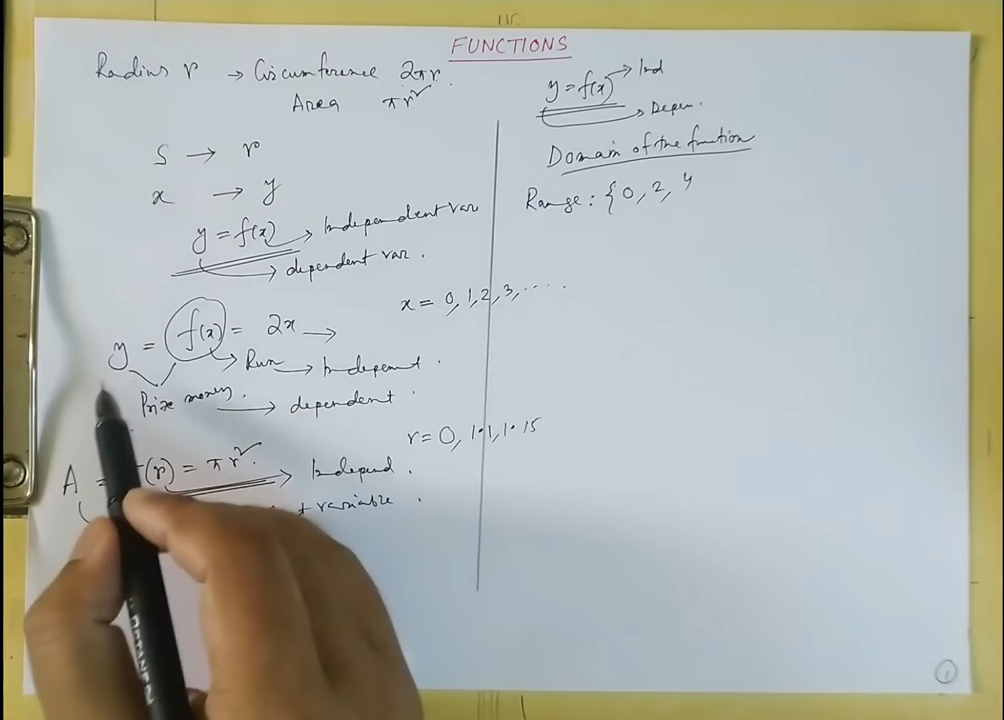 FUNCTIONS
Radius r → Circumference 2πr.
Area πr²
S → r
x → y
y = f(x) → Independent var
→ dependent var.
y = f(x) = 2x →
x = 0, 1, 2, 3, .....
→ Run → Indepent.
Prize money. → dependent.
r = 0, 1.1, 1.15
A = (r) = πr². → Independ.
t variable.
y = f(x) → Ind
→ Depen.
Domain of the function
Range : { 0, 2, 4
1